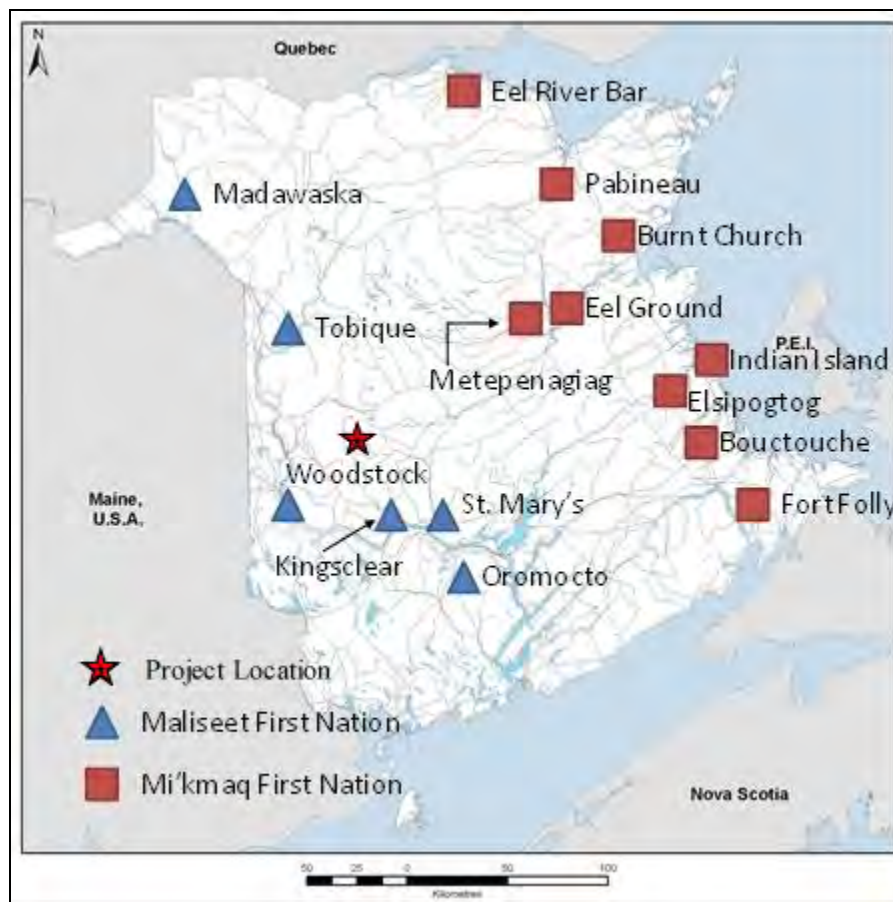 N
Quebec
Eel River Bar
Madawaska
Pabineau
Burnt Church
Eel Ground
Tobique
P.E.I.
Metepenagiag
Indian Island
Elsipogtog
Bouctouche
Woodstock
Maine,
U.S.A.
St. Mary's
Fort Folly
Kingsclear
Oromocto
Project Location
Maliseet First Nation
Mi'kmaq First Nation
Nova Scotia
50 25 0 50 100
Kilometres